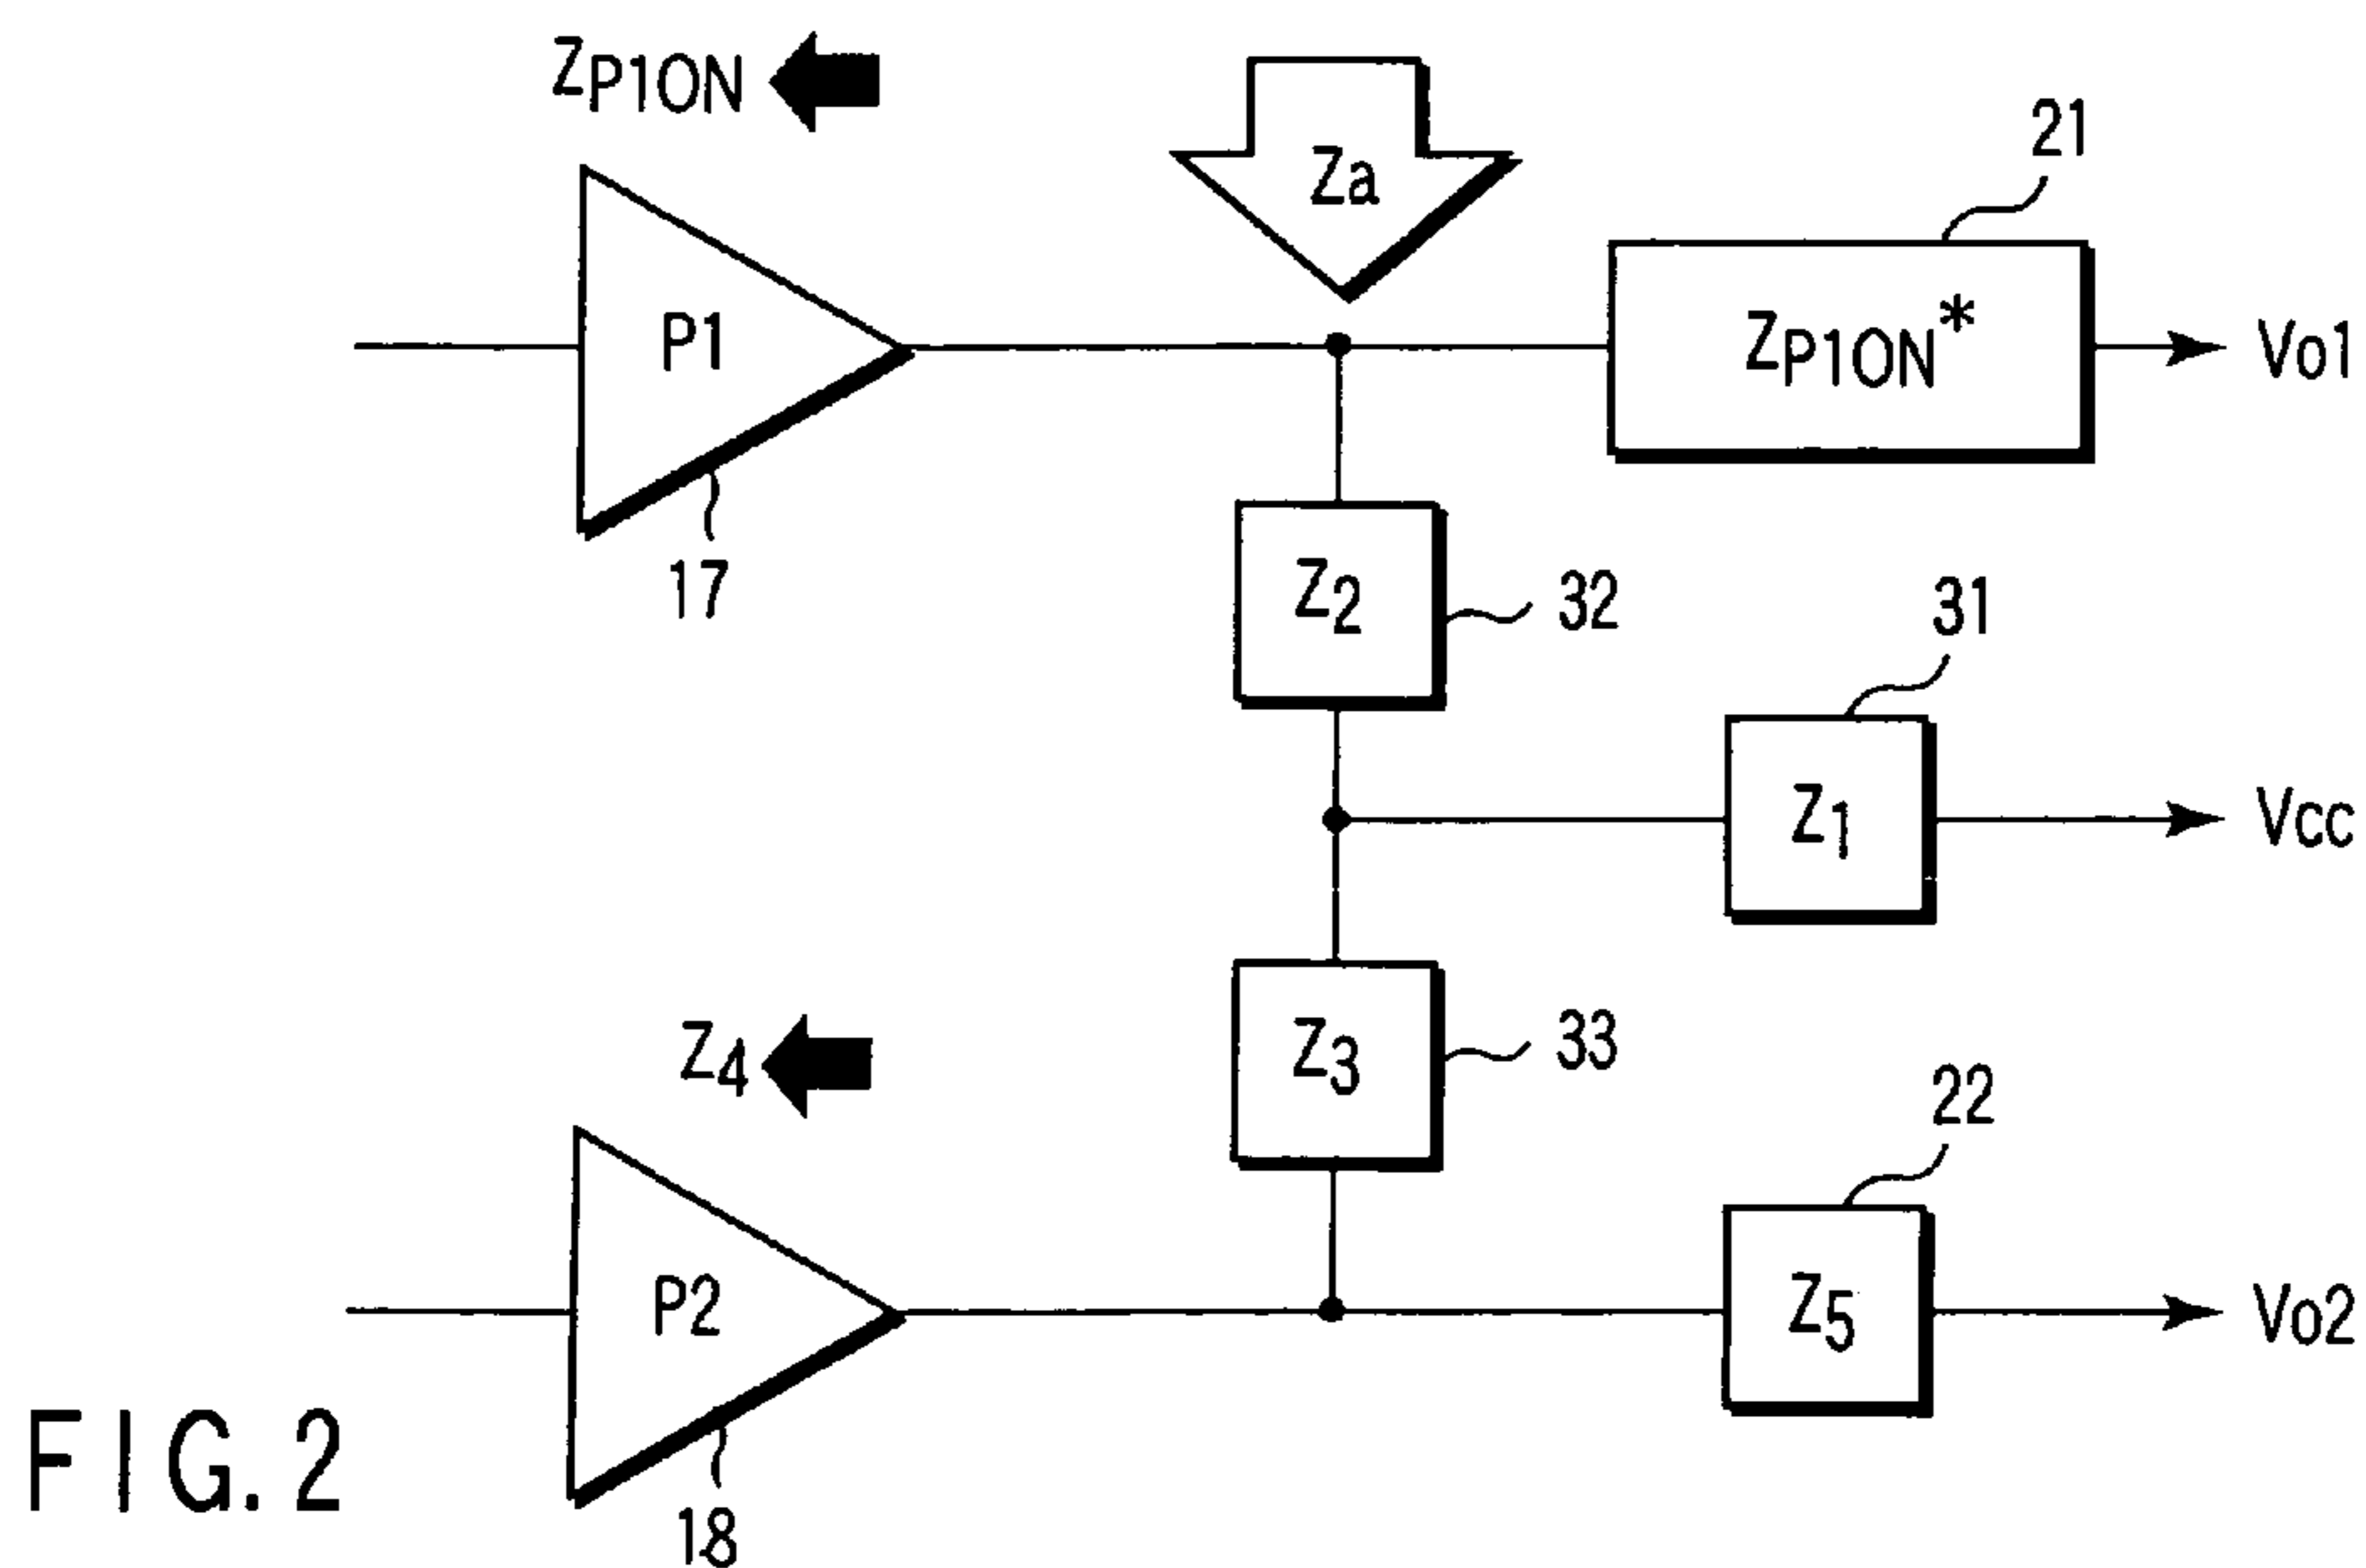 ZP1ON
Za
21
P1
ZP1ON*
Vo1
17
Z2
32
31
Z1
Vcc
Z3
33
Z4
22
P2
Z5
Vo2
18
FIG.2